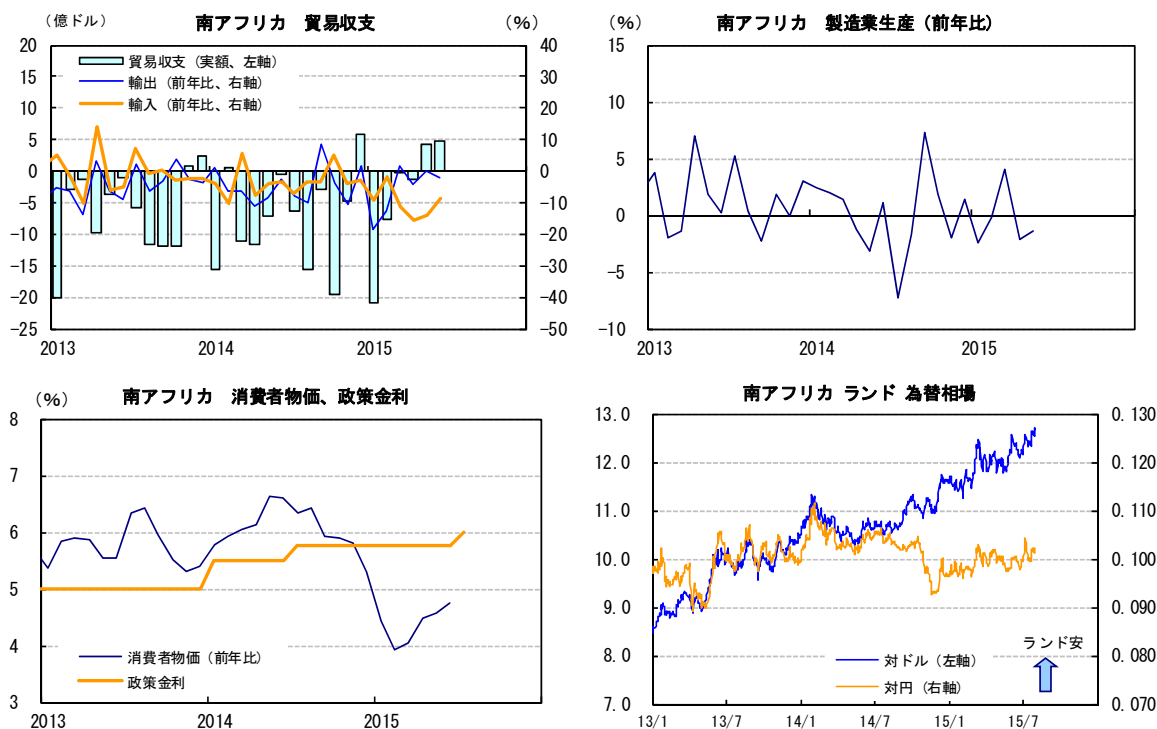 南アフリカ 貿易収支
（億ドル）
（%）
20
15
10
5
0
-5
-10
-15
-20
-25
40
30
20
10
0
-10
-20
-30
-40
-50
貿易収支（実額、左軸）
輸出（前年比、右軸）
輸入（前年比、右軸）
2013 2014 2015
南アフリカ 製造業生産（前年比）
（%）
15
10
5
0
-5
-10
2013 2014 2015
南アフリカ 消費者物価、政策金利
（%）
8
7
6
5
4
3
消費者物価（前年比）
政策金利
2013 2014 2015
南アフリカ ランド 為替相場
13.0
12.0
11.0
10.0
9.0
8.0
7.0
0.130
0.120
0.110
0.100
0.090
0.080
0.070
ランド安
対ドル（左軸）
対円（右軸）
13/1 13/7 14/1 14/7 15/1 15/7